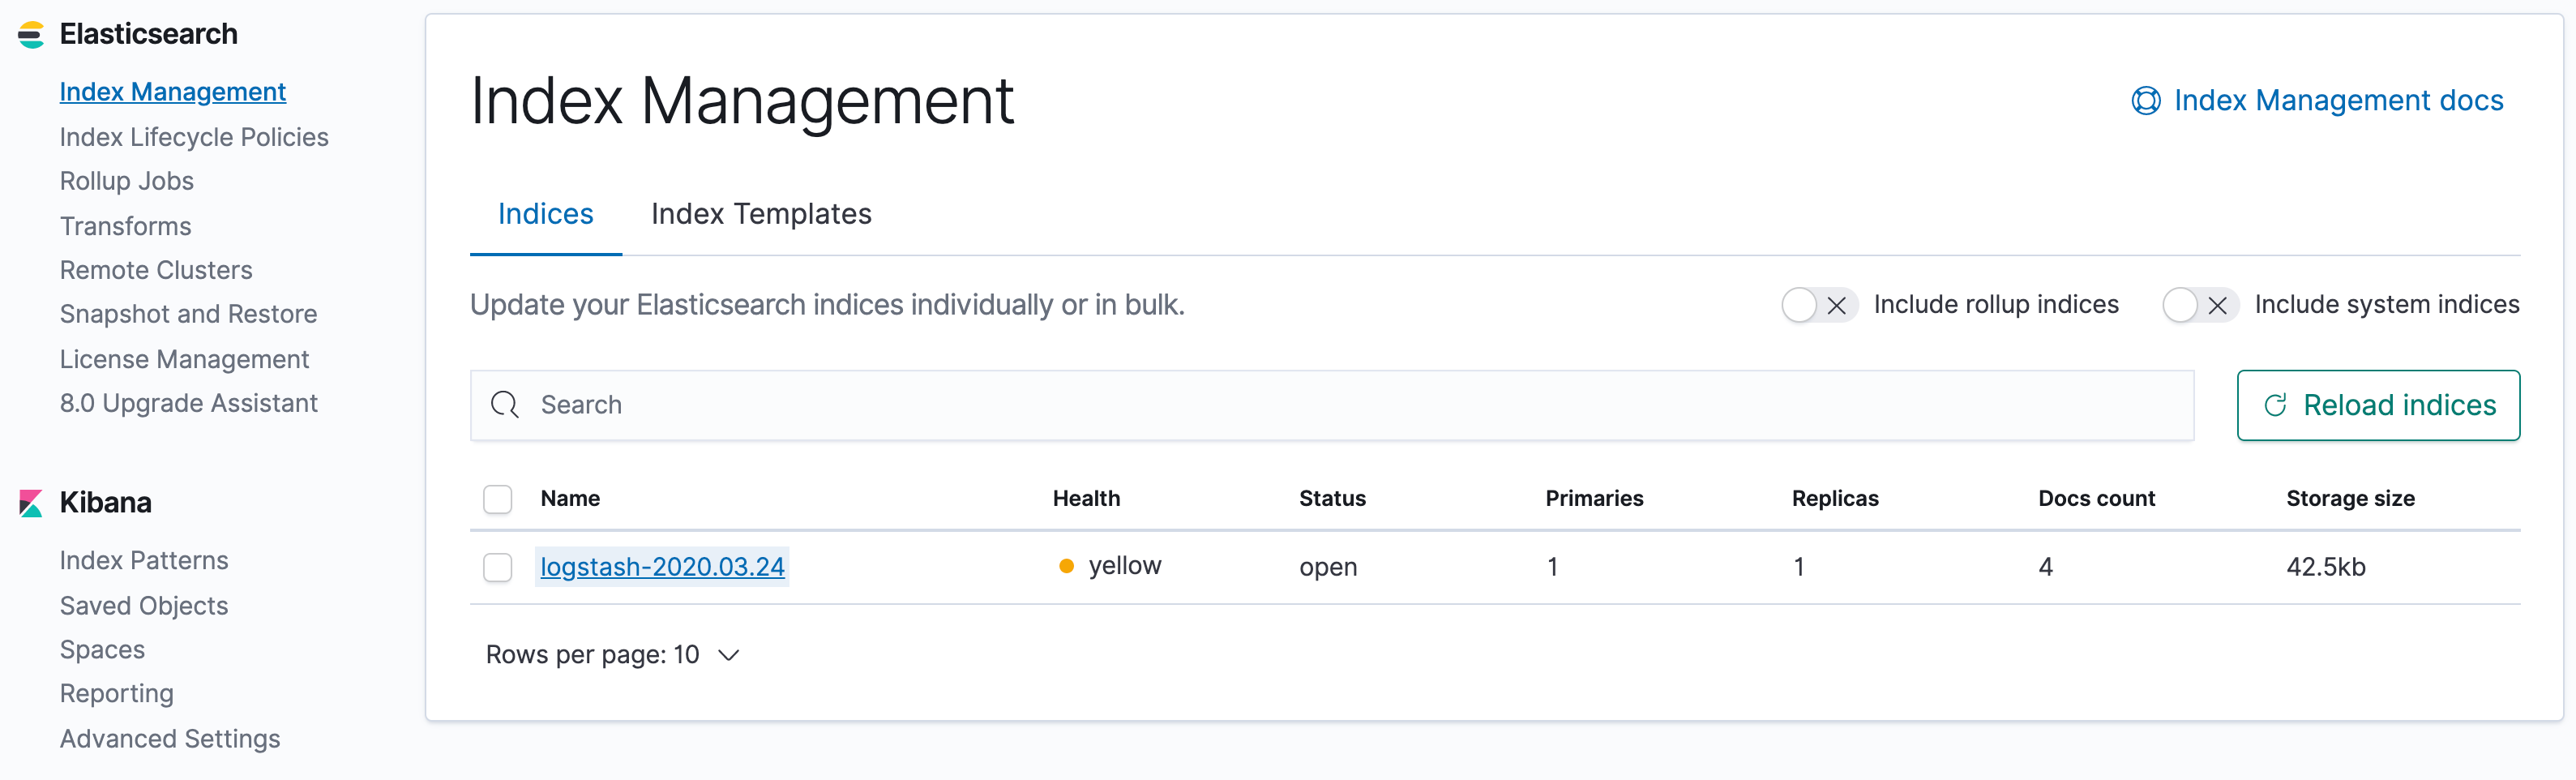 Elasticsearch
Index Management
Index Lifecycle Policies
Rollup Jobs
Transforms
Remote Clusters
Snapshot and Restore
License Management
8.0 Upgrade Assistant
Kibana
Index Patterns
Saved Objects
Spaces
Reporting
Advanced Settings
Index Management
Index Management docs
Indices Index Templates
Update your Elasticsearch indices individually or in bulk. Include rollup indices Include system indices
Search Reload indices
Name Health Status Primaries Replicas Docs count Storage size
logstash-2020.03.24 yellow open 1 1 4 42.5kb
Rows per page: 10